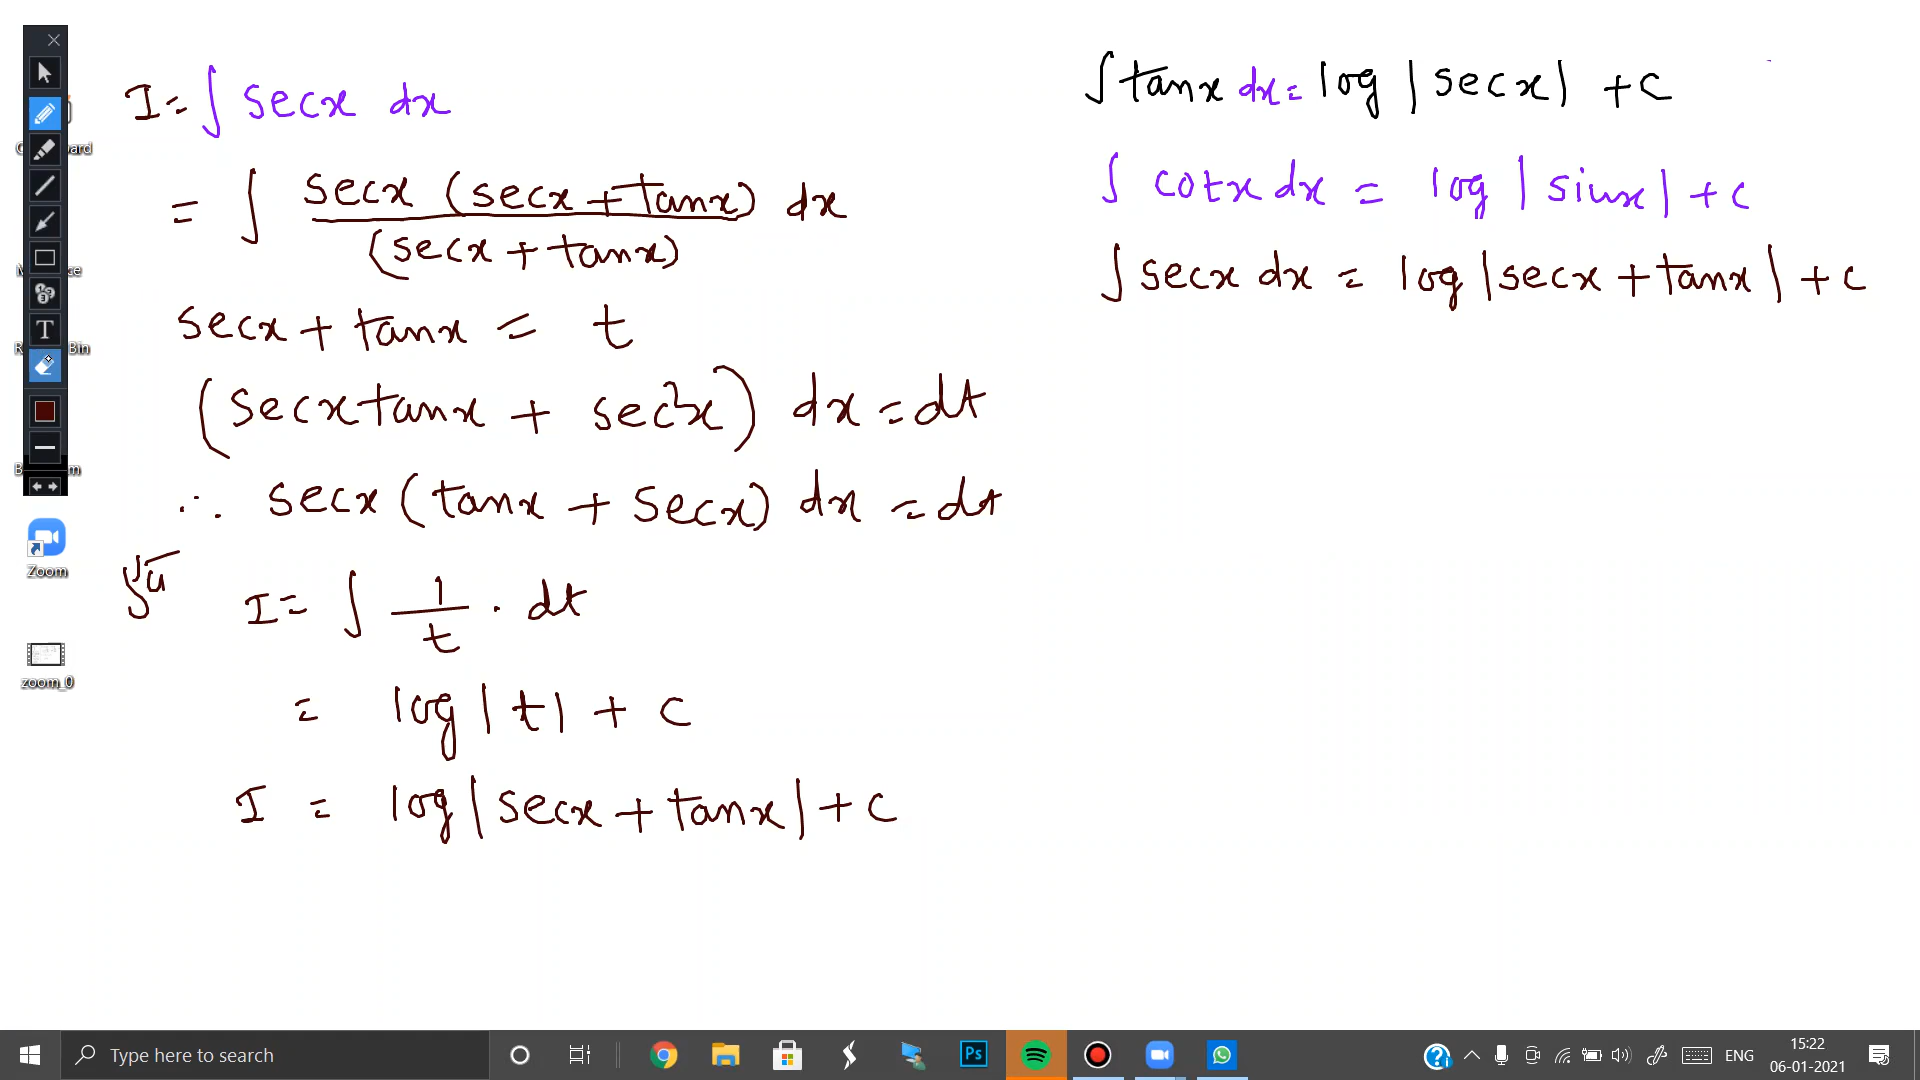 I = ∫ secx dx
= ∫ secx (secx + tanx) / (secx + tanx) dx
secx + tanx = t
(secxtanx + sec²x) dx = dt
∴ secx (tanx + secx) dx = dt
I = ∫ 1/t · dt
= log |t| + c
I = log |secx + tanx| + c
∫ tanx dx = log |secx| + c
∫ cotx dx = log |sinx| + c
∫ secx dx = log |secx + tanx| + c
T
Zoom
zoom_0
Type here to search
Ps
ENG
15:22
06-01-2021